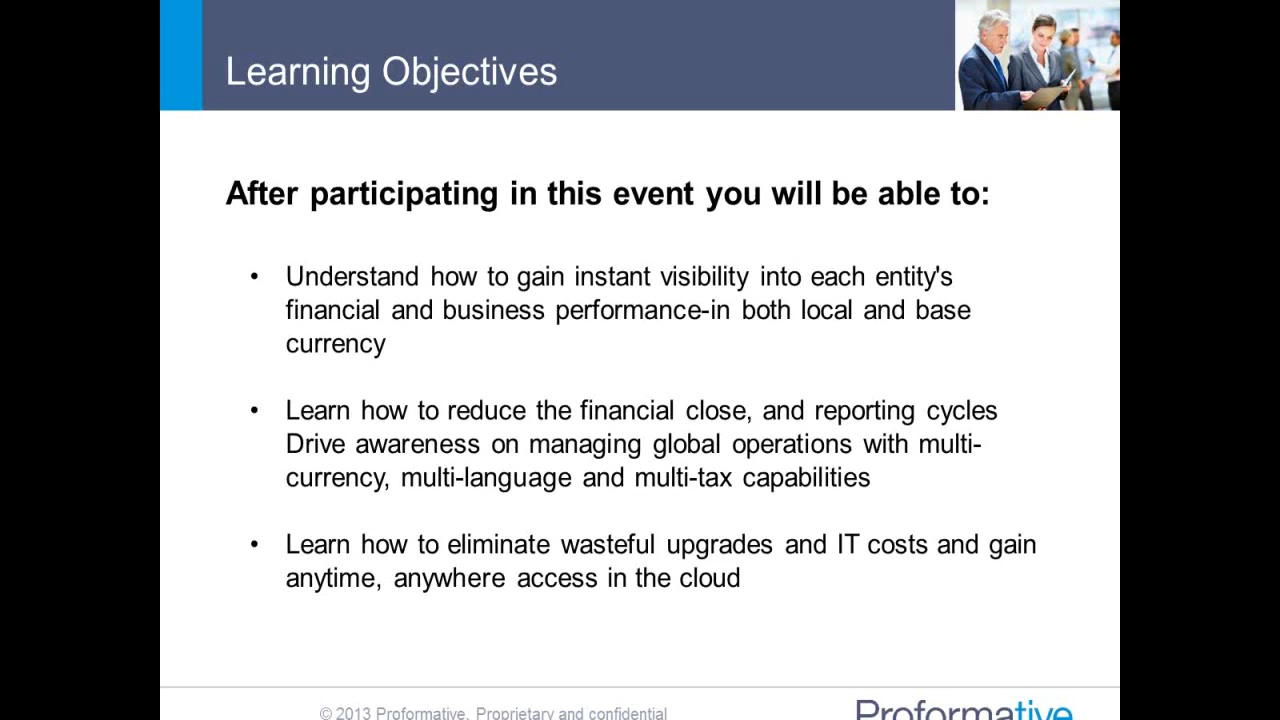 Learning Objectives
After participating in this event you will be able to:
• Understand how to gain instant visibility into each entity's
financial and business performance-in both local and base
currency
• Learn how to reduce the financial close, and reporting cycles
Drive awareness on managing global operations with multi-
currency, multi-language and multi-tax capabilities
• Learn how to eliminate wasteful upgrades and IT costs and gain
anytime, anywhere access in the cloud
© 2013 Proformative. Proprietary and confidential
Proformative